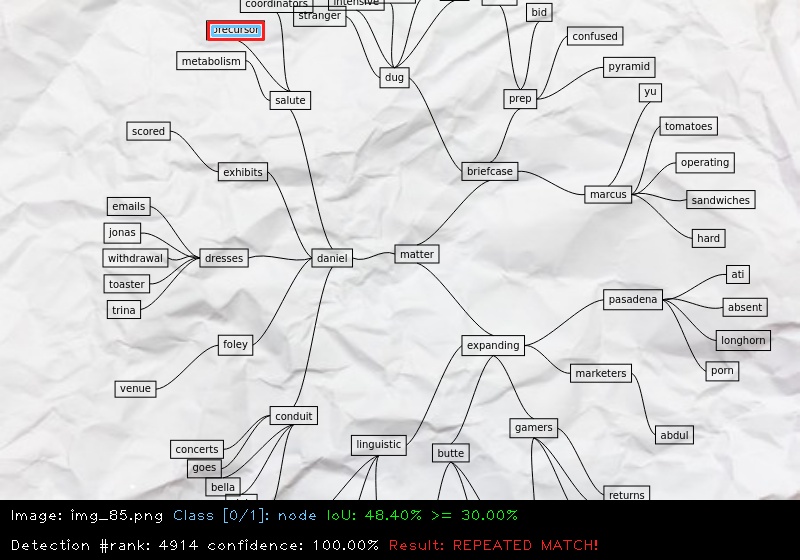 coordinators
intensive
stranger
bid
precursor
confused
metabolism
pyramid
dug
yu
salute
prep
tomatoes
scored
operating
exhibits
briefcase
marcus
sandwiches
emails
jonas
hard
withdrawal
dresses
daniel
matter
ati
toaster
pasadena
absent
trina
longhorn
foley
expanding
porn
marketers
venue
conduit
gamers
abdul
linguistic
concerts
butte
goes
bella
returns
Image: img_85.png Class [0/1]: node IoU: 48.40% >= 30.00%
Detection #rank: 4914 confidence: 100.00% Result: REPEATED MATCH!